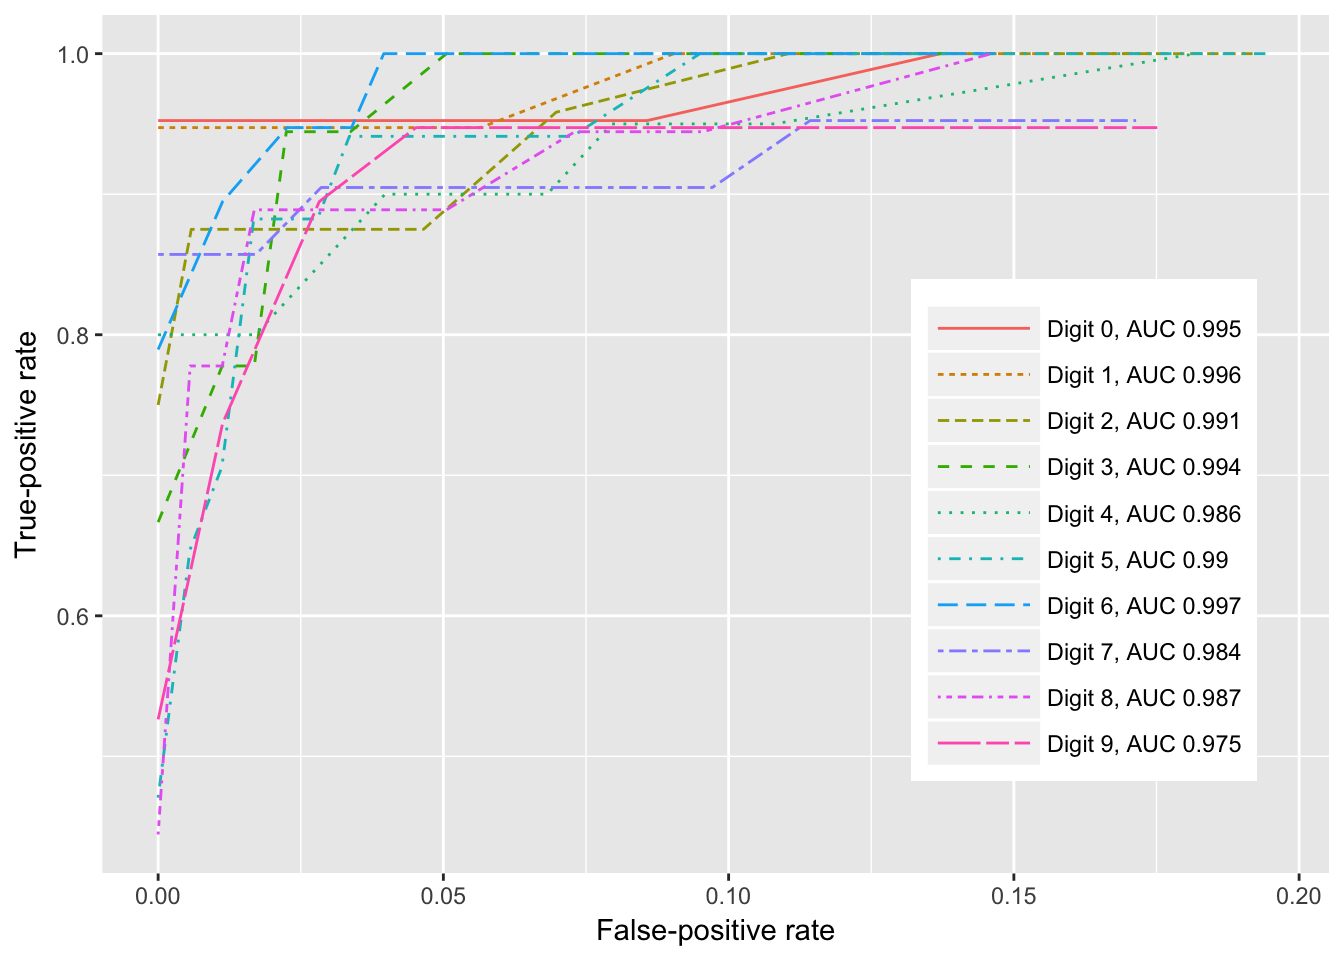 True-positive rate
1.0
0.8
0.6
Digit 0, AUC 0.995
Digit 1, AUC 0.996
Digit 2, AUC 0.991
Digit 3, AUC 0.994
Digit 4, AUC 0.986
Digit 5, AUC 0.99
Digit 6, AUC 0.997
Digit 7, AUC 0.984
Digit 8, AUC 0.987
Digit 9, AUC 0.975
0.00 0.05 0.10 0.15 0.20
False-positive rate